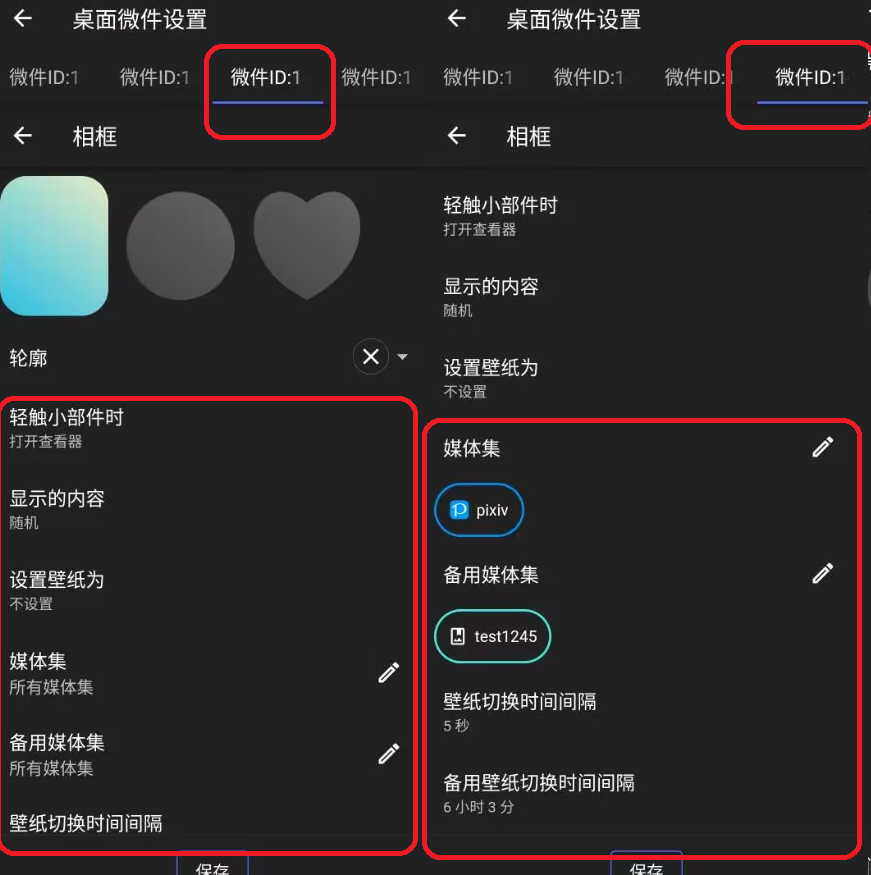 桌面微件设置
微件ID:1 微件ID:1 微件ID:1 微件ID:1
相框
轮廓
轻触小部件时
打开查看器
显示的内容
随机
设置壁纸为
不设置
媒体集
所有媒体集
备用媒体集
所有媒体集
壁纸切换时间间隔
保存
桌面微件设置
微件ID:1 微件ID:1 微件ID:1 微件ID:1
相框
轻触小部件时
打开查看器
显示的内容
随机
设置壁纸为
不设置
媒体集
pixiv
备用媒体集
test1245
壁纸切换时间间隔
5 秒
备用壁纸切换时间间隔
6 小时 3 分
保存